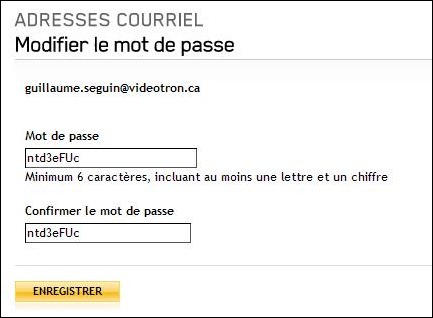 ADRESSES COURRIEL
Modifier le mot de passe
guillaume.seguin@videotron.ca
Mot de passe
ntd3eFUc
Minimum 6 caractères, incluant au moins une lettre et un chiffre
Confirmer le mot de passe
ntd3eFUc
ENREGISTRER